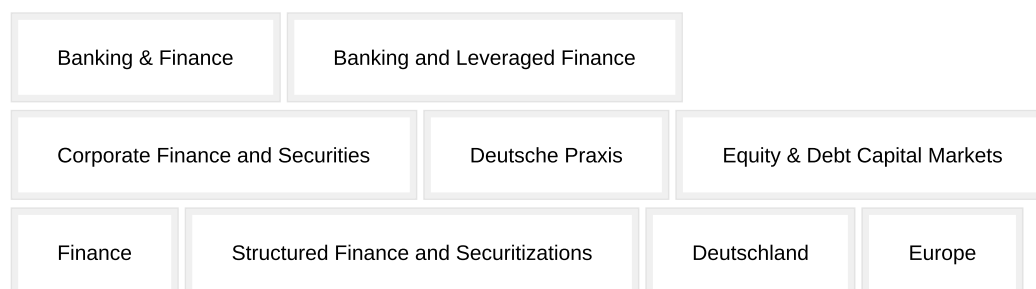 Banking & Finance Banking and Leveraged Finance
Corporate Finance and Securities Deutsche Praxis Equity & Debt Capital Markets
Finance Structured Finance and Securitizations Deutschland Europe